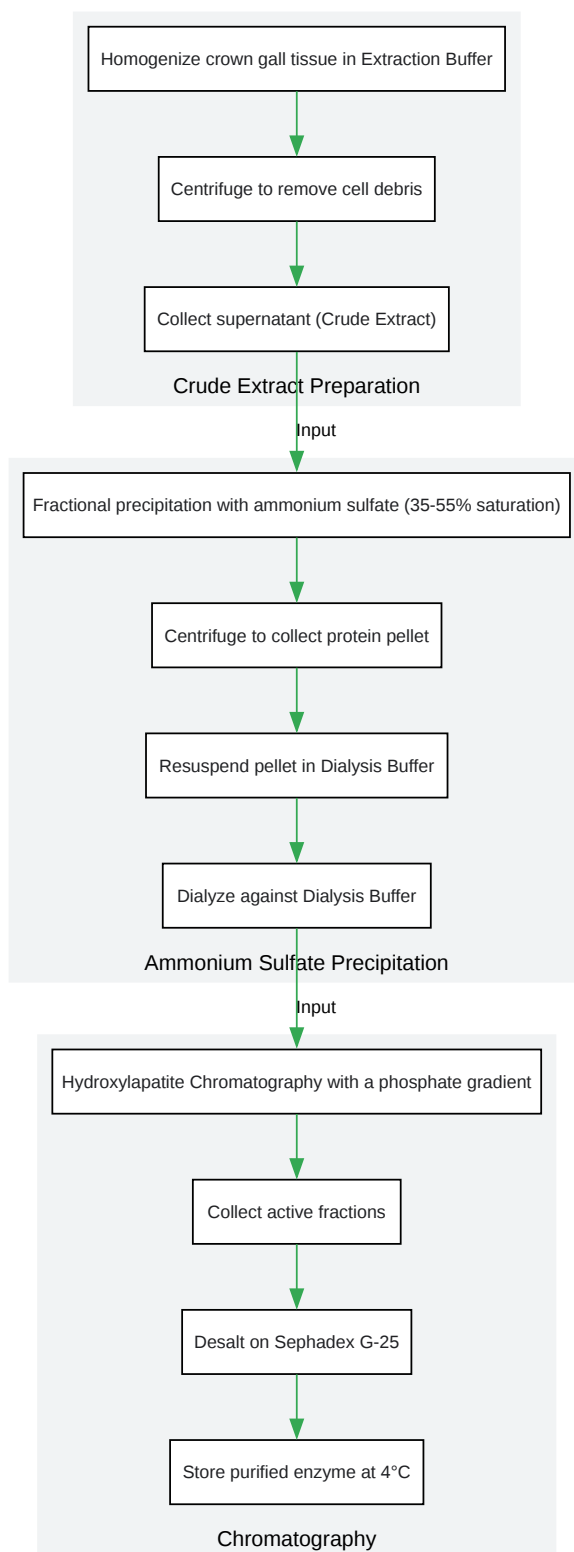 Homogenize crown gall tissue in Extraction Buffer
Centrifuge to remove cell debris
Collect supernatant (Crude Extract)
Crude Extract Preparation
Input
Fractional precipitation with ammonium sulfate (35-55% saturation)
Centrifuge to collect protein pellet
Resuspend pellet in Dialysis Buffer
Dialyze against Dialysis Buffer
Ammonium Sulfate Precipitation
Input
Hydroxylapatite Chromatography with a phosphate gradient
Collect active fractions
Desalt on Sephadex G-25
Store purified enzyme at 4°C
Chromatography